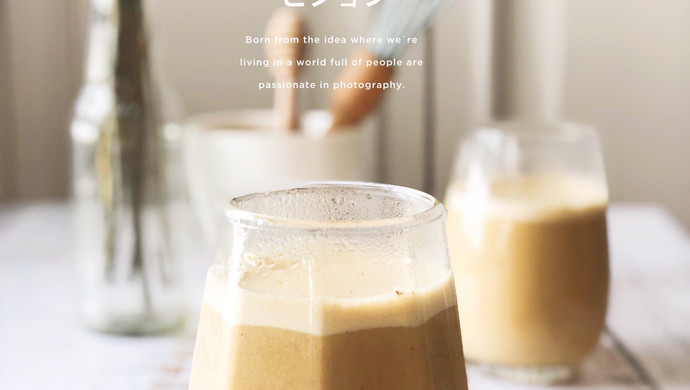 Born from the idea where we're
living in a world full of people are
passionate in photography.